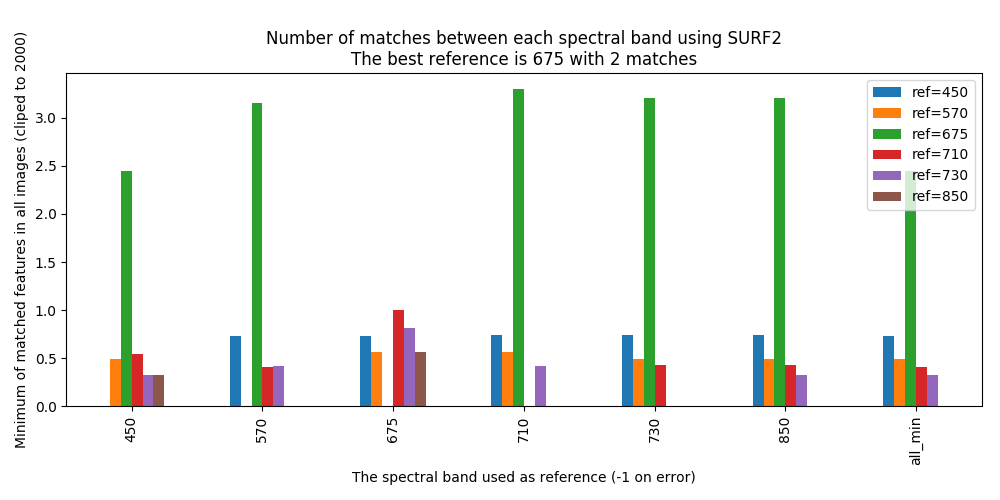 Number of matches between each spectral band using SURF2
The best reference is 675 with 2 matches
Minimum of matched features in all images (cliped to 2000)
3.0
2.5
2.0
1.5
1.0
0.5
0.0
ref=450
ref=570
ref=675
ref=710
ref=730
ref=850
450
570
675
710
730
850
all_min
The spectral band used as reference (-1 on error)